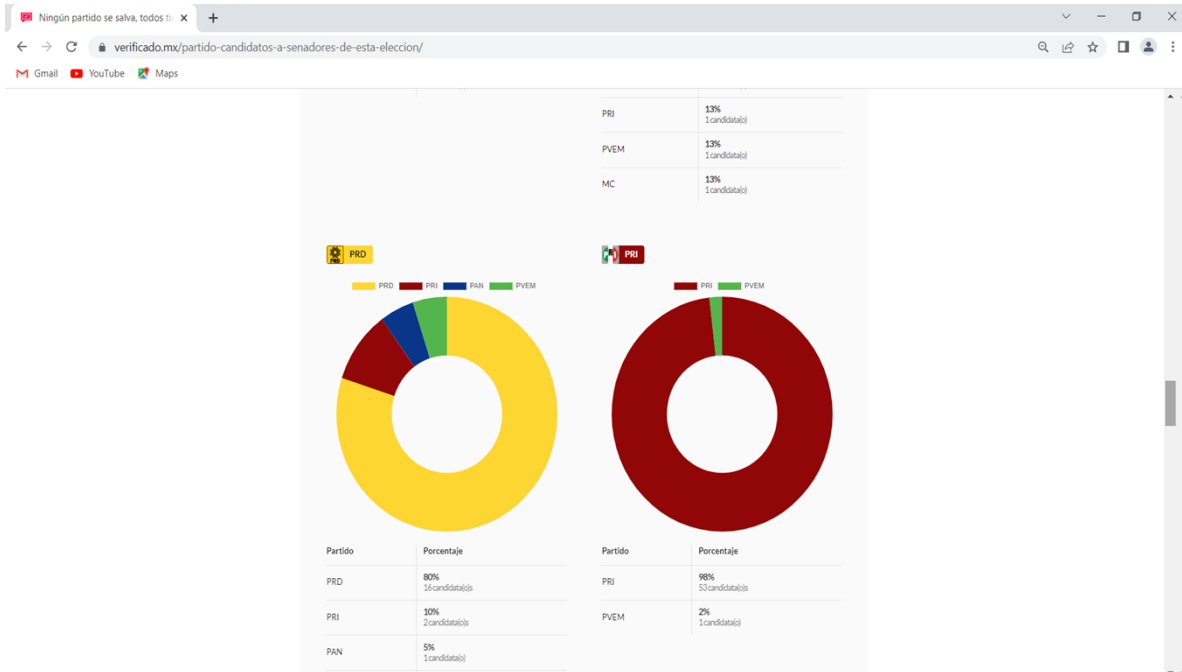 Ningún partido se salva, todos ti
verificado.mx/partido-candidatos-a-senadores-de-esta-eleccion/
Gmail YouTube Maps
PRI 13%
1 candidata(o)
PVEM 13%
1 candidata(o)
MC 13%
1 candidata(o)
PRD PRD
PRD PRI PAN PVEM
Partido Porcentaje
PRD 80%
16 candidata(o)s
PRI 10%
2 candidata(o)s
PAN 5%
1 candidata(o)
PRI
PRI PVEM
Partido Porcentaje
PRI 98%
53 candidata(o)s
PVEM 2%
1 candidata(o)